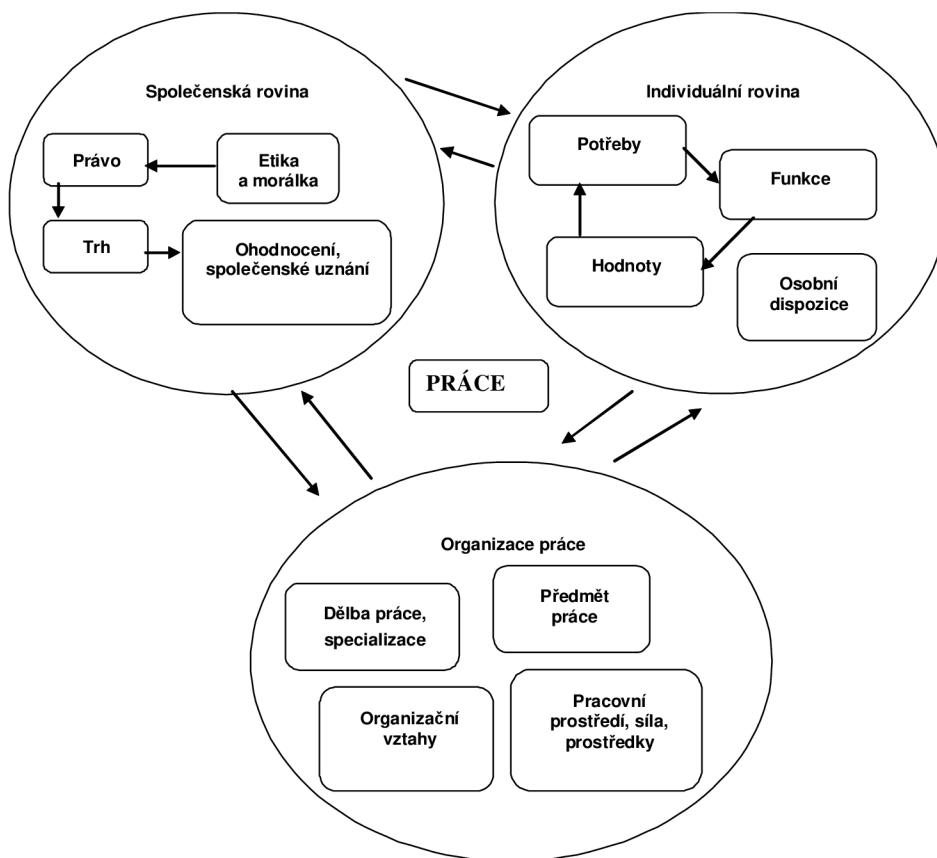 Společenská rovina
Právo
Etika
a morálka
Trh
Ohodnocení,
společenské uznání
Individuální rovina
Potřeby
Funkce
Hodnoty
Osobní
dispozice
PRÁCE
Organizace práce
Dělba práce,
specializace
Předmět
práce
Organizační
vztahy
Pracovní
prostředí, síla,
prostředky